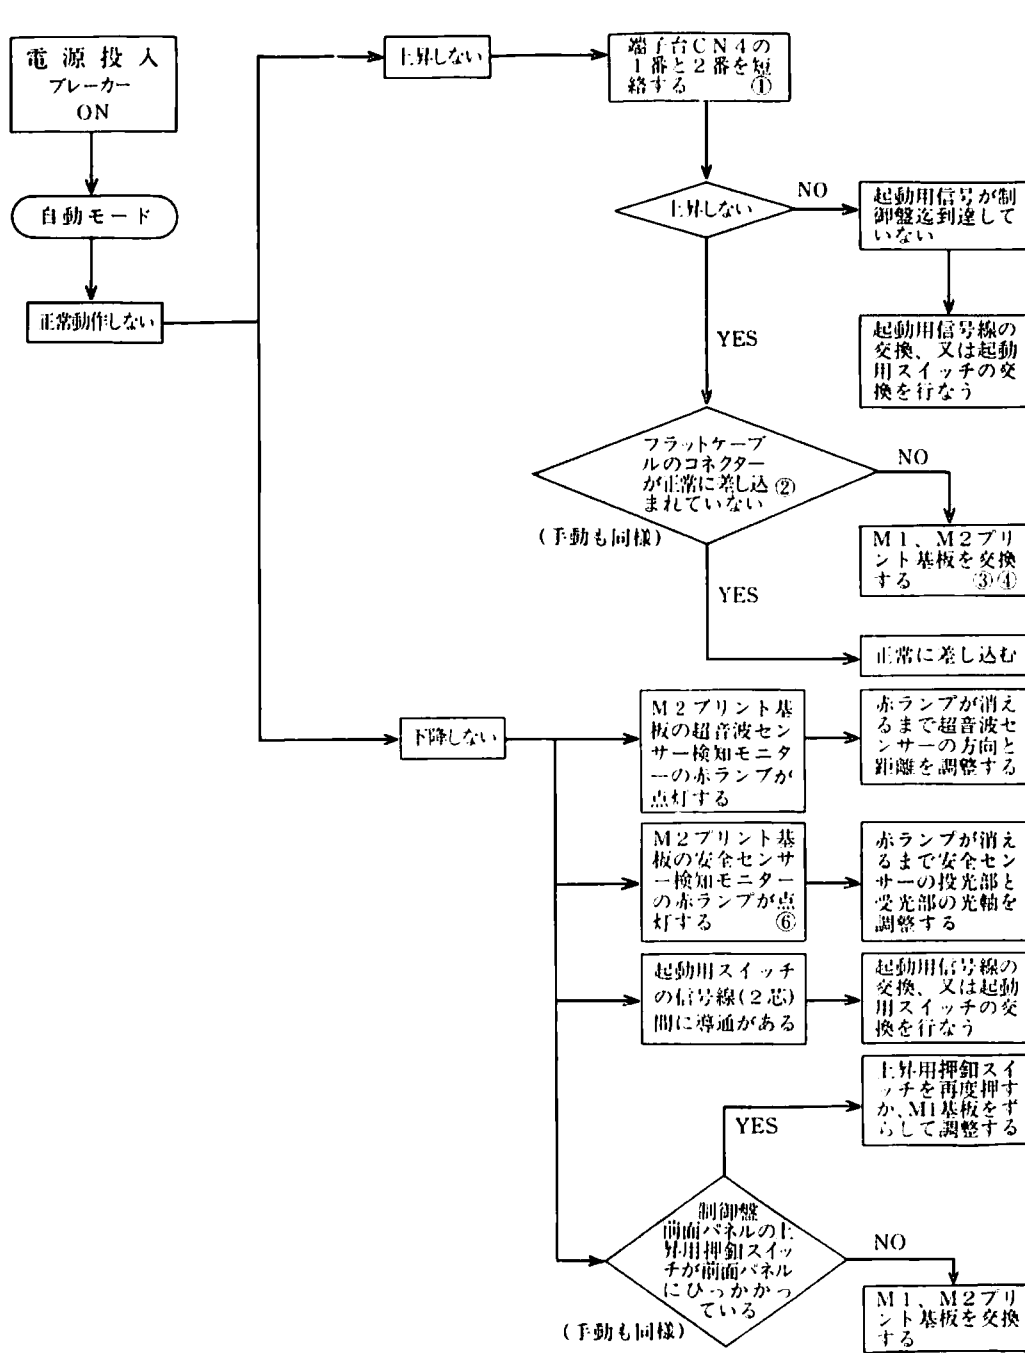 電源投入
ブレーカー
ON
自動モード
正常動作しない
上昇しない
端子台CN4の
1番と2番を短
絡する ①
上昇しない
NO
起動用信号が制
御盤迄到達して
いない
起動用信号線の
交換、又は起動
用スイッチの交
換を行なう
YES
フラットケーブ
ルのコネクター
が正常に差し込②
まれていない
(手動も同様)
NO
M1、M2プリ
ント基板を交換
する ③④
YES
正常に差し込む
下降しない
M2プリント基
板の超音波セン
サー検知モニタ
ーの赤ランプが
点灯する
赤ランプが消え
るまで超音波セ
ンサーの方向と
距離を調整する
M2プリント基
板の安全センサ
ー検知モニター
の赤ランプが点
灯する ⑥
赤ランプが消え
るまで安全セン
サーの投光部と
受光部の光軸を
調整する
起動用スイッチ
の信号線(2芯)
間に導通がある
起動用信号線の
交換、又は起動
用スイッチの交
換を行なう
上昇用押釦スイ
ッチを再度押す
か、M1基板をず
らして調整する
YES
制御盤
前面パネルの上
昇用押釦スイッ
チが前面パネル
にひっかかっ
ている
(手動も同様)
NO
M1、M2プリ
ント基板を交換
する